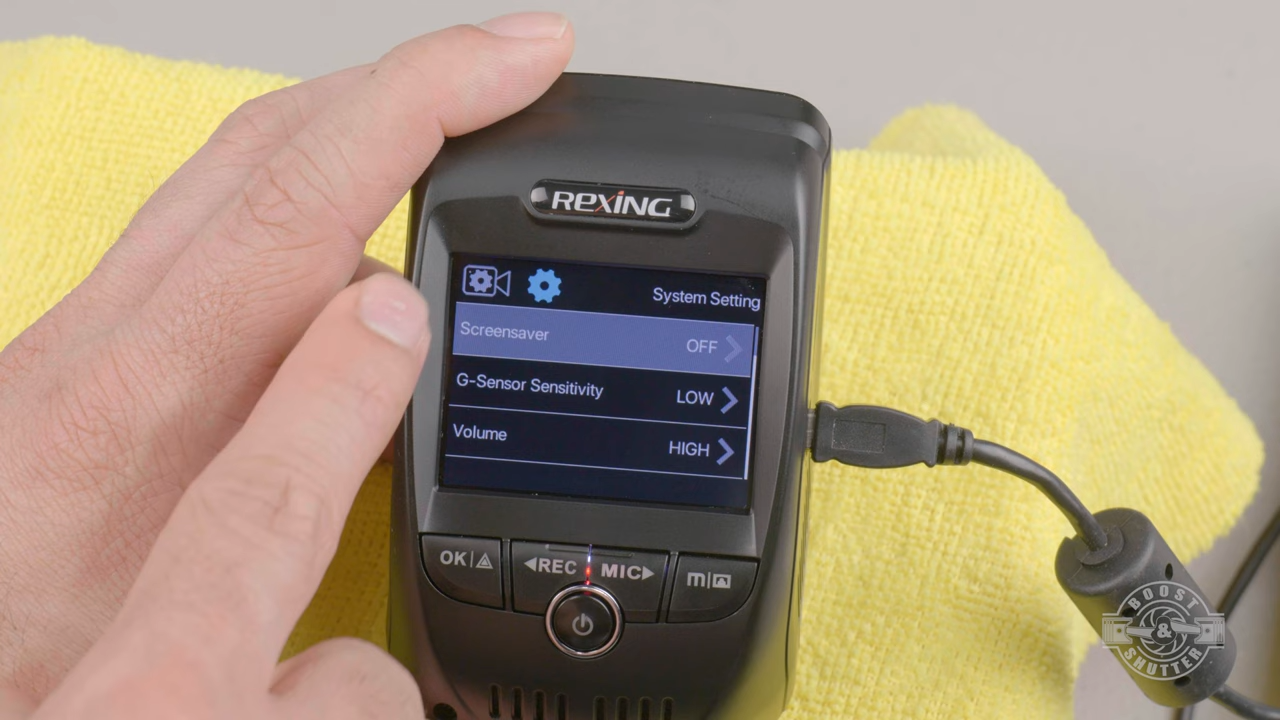 REXING
System Setting
Screensaver OFF
G-Sensor Sensitivity LOW
Volume HIGH
OK| REC MIC m|
BOOST
&
SHUTTER